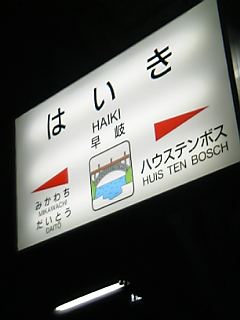 はいき
HAIKI
早岐
みかわち
MIKAWACHI
だいとう
DAITŌ
ハウステンボス
HUIS TEN BOSCH